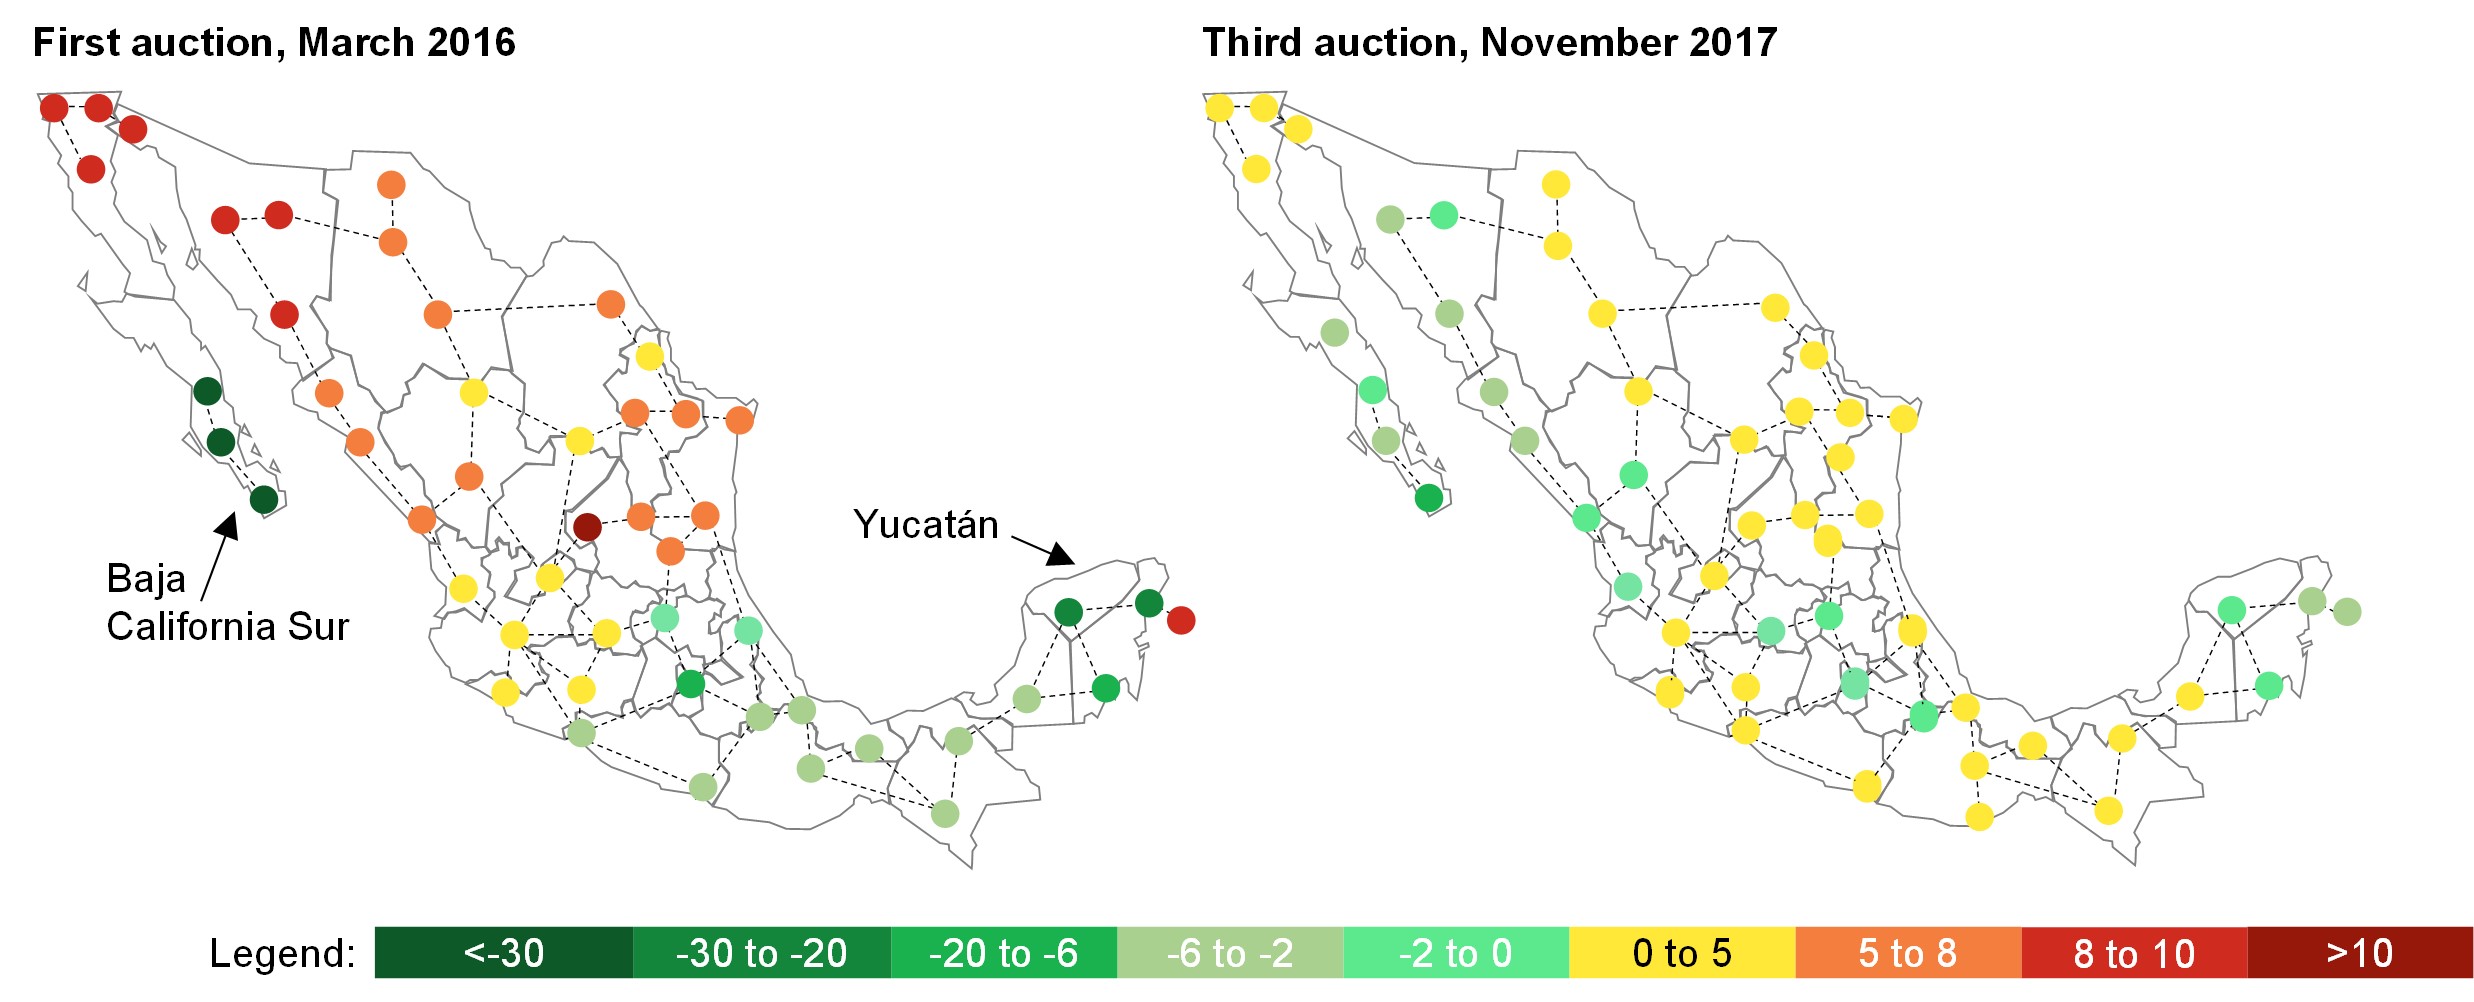 First auction, March 2016
Third auction, November 2017
Yucatán
Baja
California Sur
Legend: <-30 -30 to -20 -20 to -6 -6 to -2 -2 to 0 0 to 5 5 to 8 8 to 10 >10